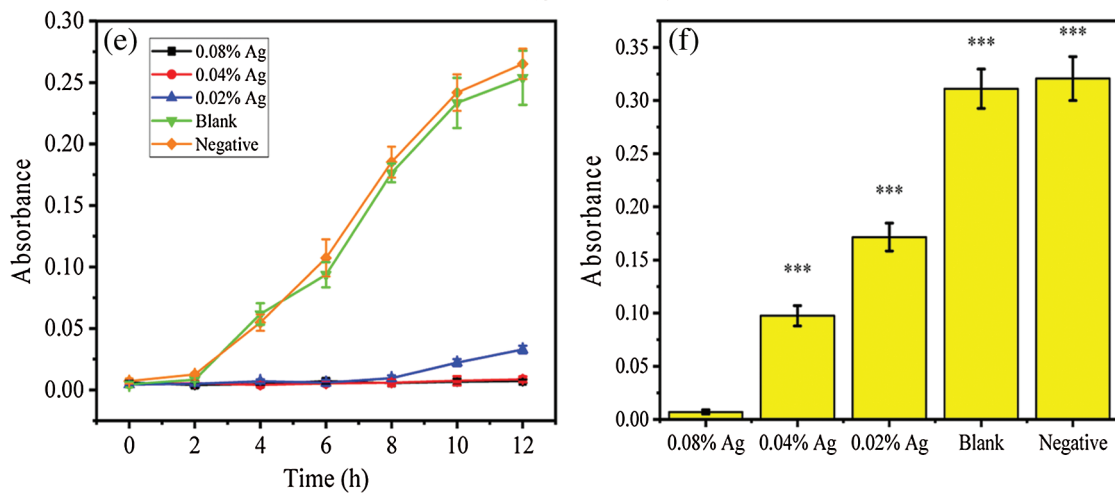 (e)
0.08% Ag
0.04% Ag
0.02% Ag
Blank
Negative
0.30
0.25
0.20
0.15
0.10
0.05
0.00
Absorbance
0 2 4 6 8 10 12
Time (h)
(f)
0.35
0.30
0.25
0.20
0.15
0.10
0.05
0.00
Absorbance
***
***
***
***
0.08% Ag 0.04% Ag 0.02% Ag Blank Negative